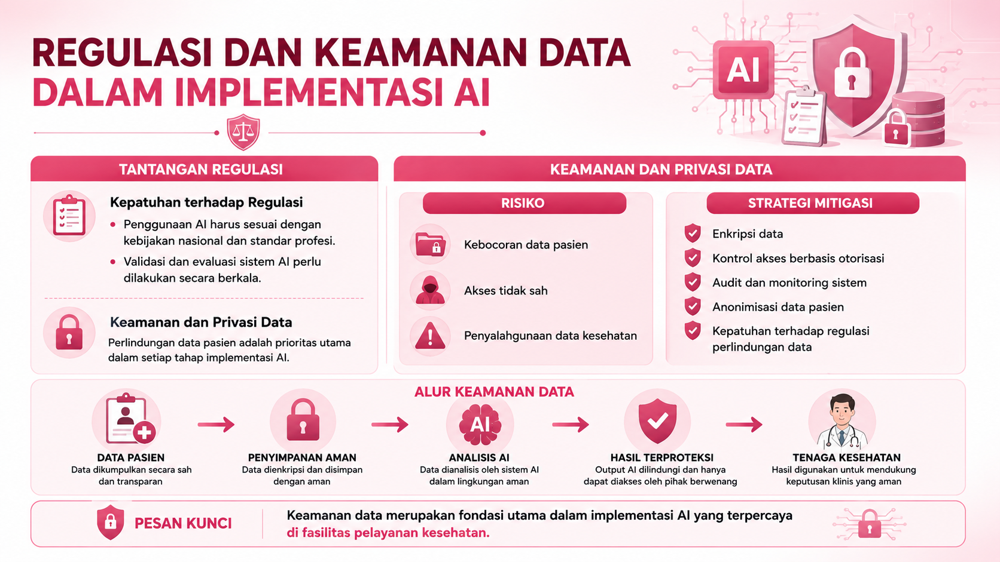 REGULASI DAN KEAMANAN DATA
DALAM IMPLEMENTASI AI
AI
TANTANGAN REGULASI
Kepatuhan terhadap Regulasi
• Penggunaan AI harus sesuai dengan
kebijakan nasional dan standar profesi.
• Validasi dan evaluasi sistem AI perlu
dilakukan secara berkala.
Keamanan dan Privasi Data
Perlindungan data pasien adalah prioritas utama
dalam setiap tahap implementasi AI.
KEAMANAN DAN PRIVASI DATA
RISIKO
Kebocoran data pasien
Akses tidak sah
Penyalahgunaan data kesehatan
STRATEGI MITIGASI
Enkripsi data
Kontrol akses berbasis otorisasi
Audit dan monitoring sistem
Anonimisasi data pasien
Kepatuhan terhadap regulasi
perlindungan data
ALUR KEAMANAN DATA
DATA PASIEN
Data dikumpulkan secara sah
dan transparan
PENYIMPANAN AMAN
Data dienkripsi dan disimpan
dengan aman
AI
ANALISIS AI
Data dianalisis oleh sistem AI
dalam lingkungan aman
HASIL TERPROTEKSI
Output AI dilindungi dan hanya
dapat diakses oleh pihak berwenang
TENAGA KESEHATAN
Hasil digunakan untuk mendukung
keputusan klinis yang aman
PESAN KUNCI
Keamanan data merupakan fondasi utama dalam implementasi AI yang terpercaya
di fasilitas pelayanan kesehatan.